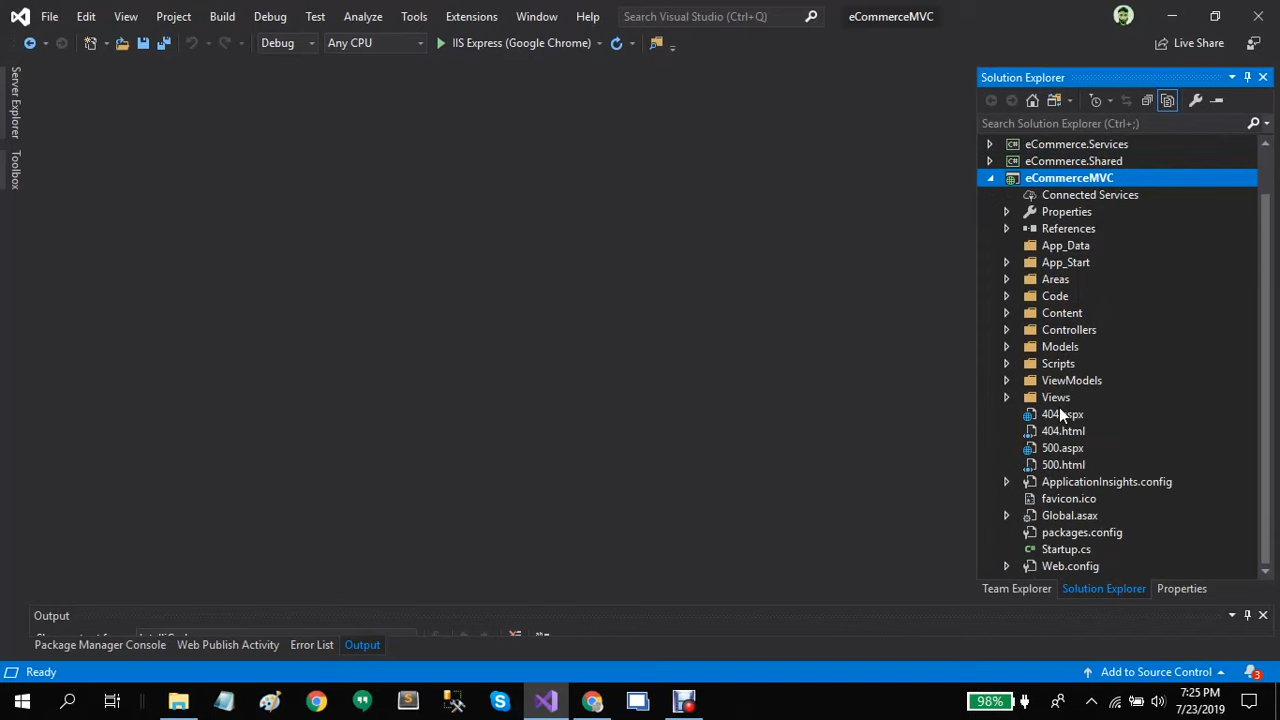 File Edit View Project Build Debug Test Analyze Tools Extensions Window Help Search Visual Studio (Ctrl+Q) eCommerceMVC
Debug Any CPU IIS Express (Google Chrome) Live Share
Server Explorer
Toolbox
Solution Explorer
Search Solution Explorer (Ctrl+;)
C# eCommerce.Services
C# eCommerce.Shared
eCommerceMVC
Connected Services
Properties
References
App_Data
App_Start
Areas
Code
Content
Controllers
Models
Scripts
ViewModels
Views
404.aspx
404.html
500.aspx
500.html
ApplicationInsights.config
favicon.ico
Global.asax
packages.config
C# Startup.cs
Web.config
Team Explorer Solution Explorer Properties
Output
Package Manager Console Web Publish Activity Error List Output
Ready Add to Source Control 3
98% 7:25 PM
7/23/2019